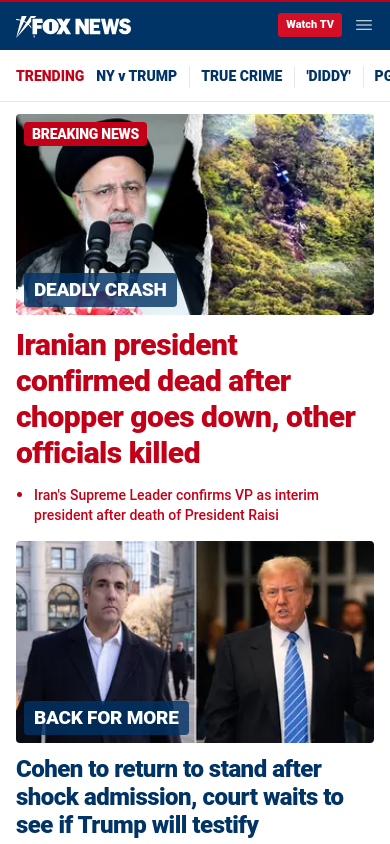 FOX NEWS
Watch TV
TRENDING NY v TRUMP TRUE CRIME 'DIDDY' PG
BREAKING NEWS
DEADLY CRASH
Iranian president
confirmed dead after
chopper goes down, other
officials killed
• Iran's Supreme Leader confirms VP as interim
president after death of President Raisi
BACK FOR MORE
Cohen to return to stand after
shock admission, court waits to
see if Trump will testify